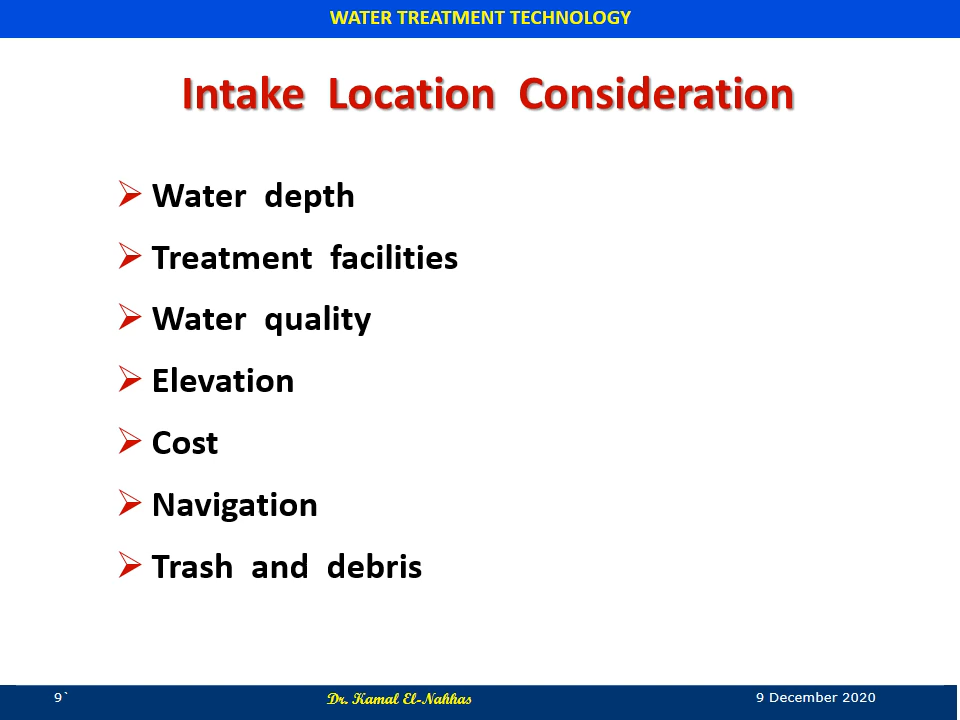 WATER TREATMENT TECHNOLOGY
Intake Location Consideration
Water depth
Treatment facilities
Water quality
Elevation
Cost
Navigation
Trash and debris
9` Dr. Kamal El-Nahhas 9 December 2020